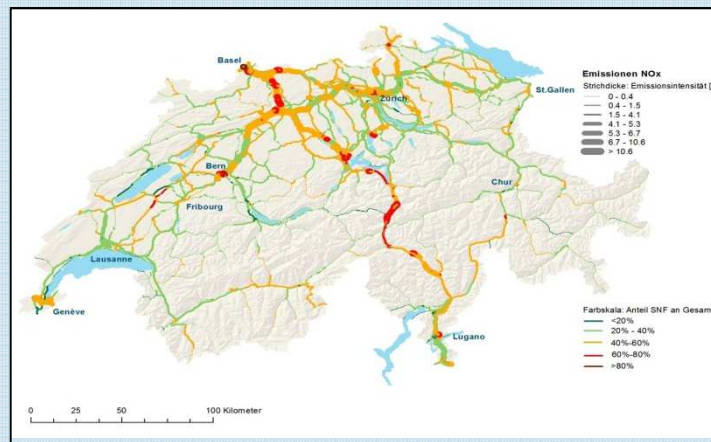 Basel
Zürich
St.Gallen
Bern
Fribourg
Chur
Lausanne
Genève
Lugano
Emissionen NOx
Strichdicke: Emissionsintensität [
0 - 0.4
0.4 - 1.5
1.5 - 4.1
4.1 - 5.3
5.3 - 6.7
6.7 - 10.6
> 10.6
Farbskala: Anteil SNF an Gesam
<20%
20% - 40%
40%-60%
60%-80%
>80%
0 25 50 100 Kilometer